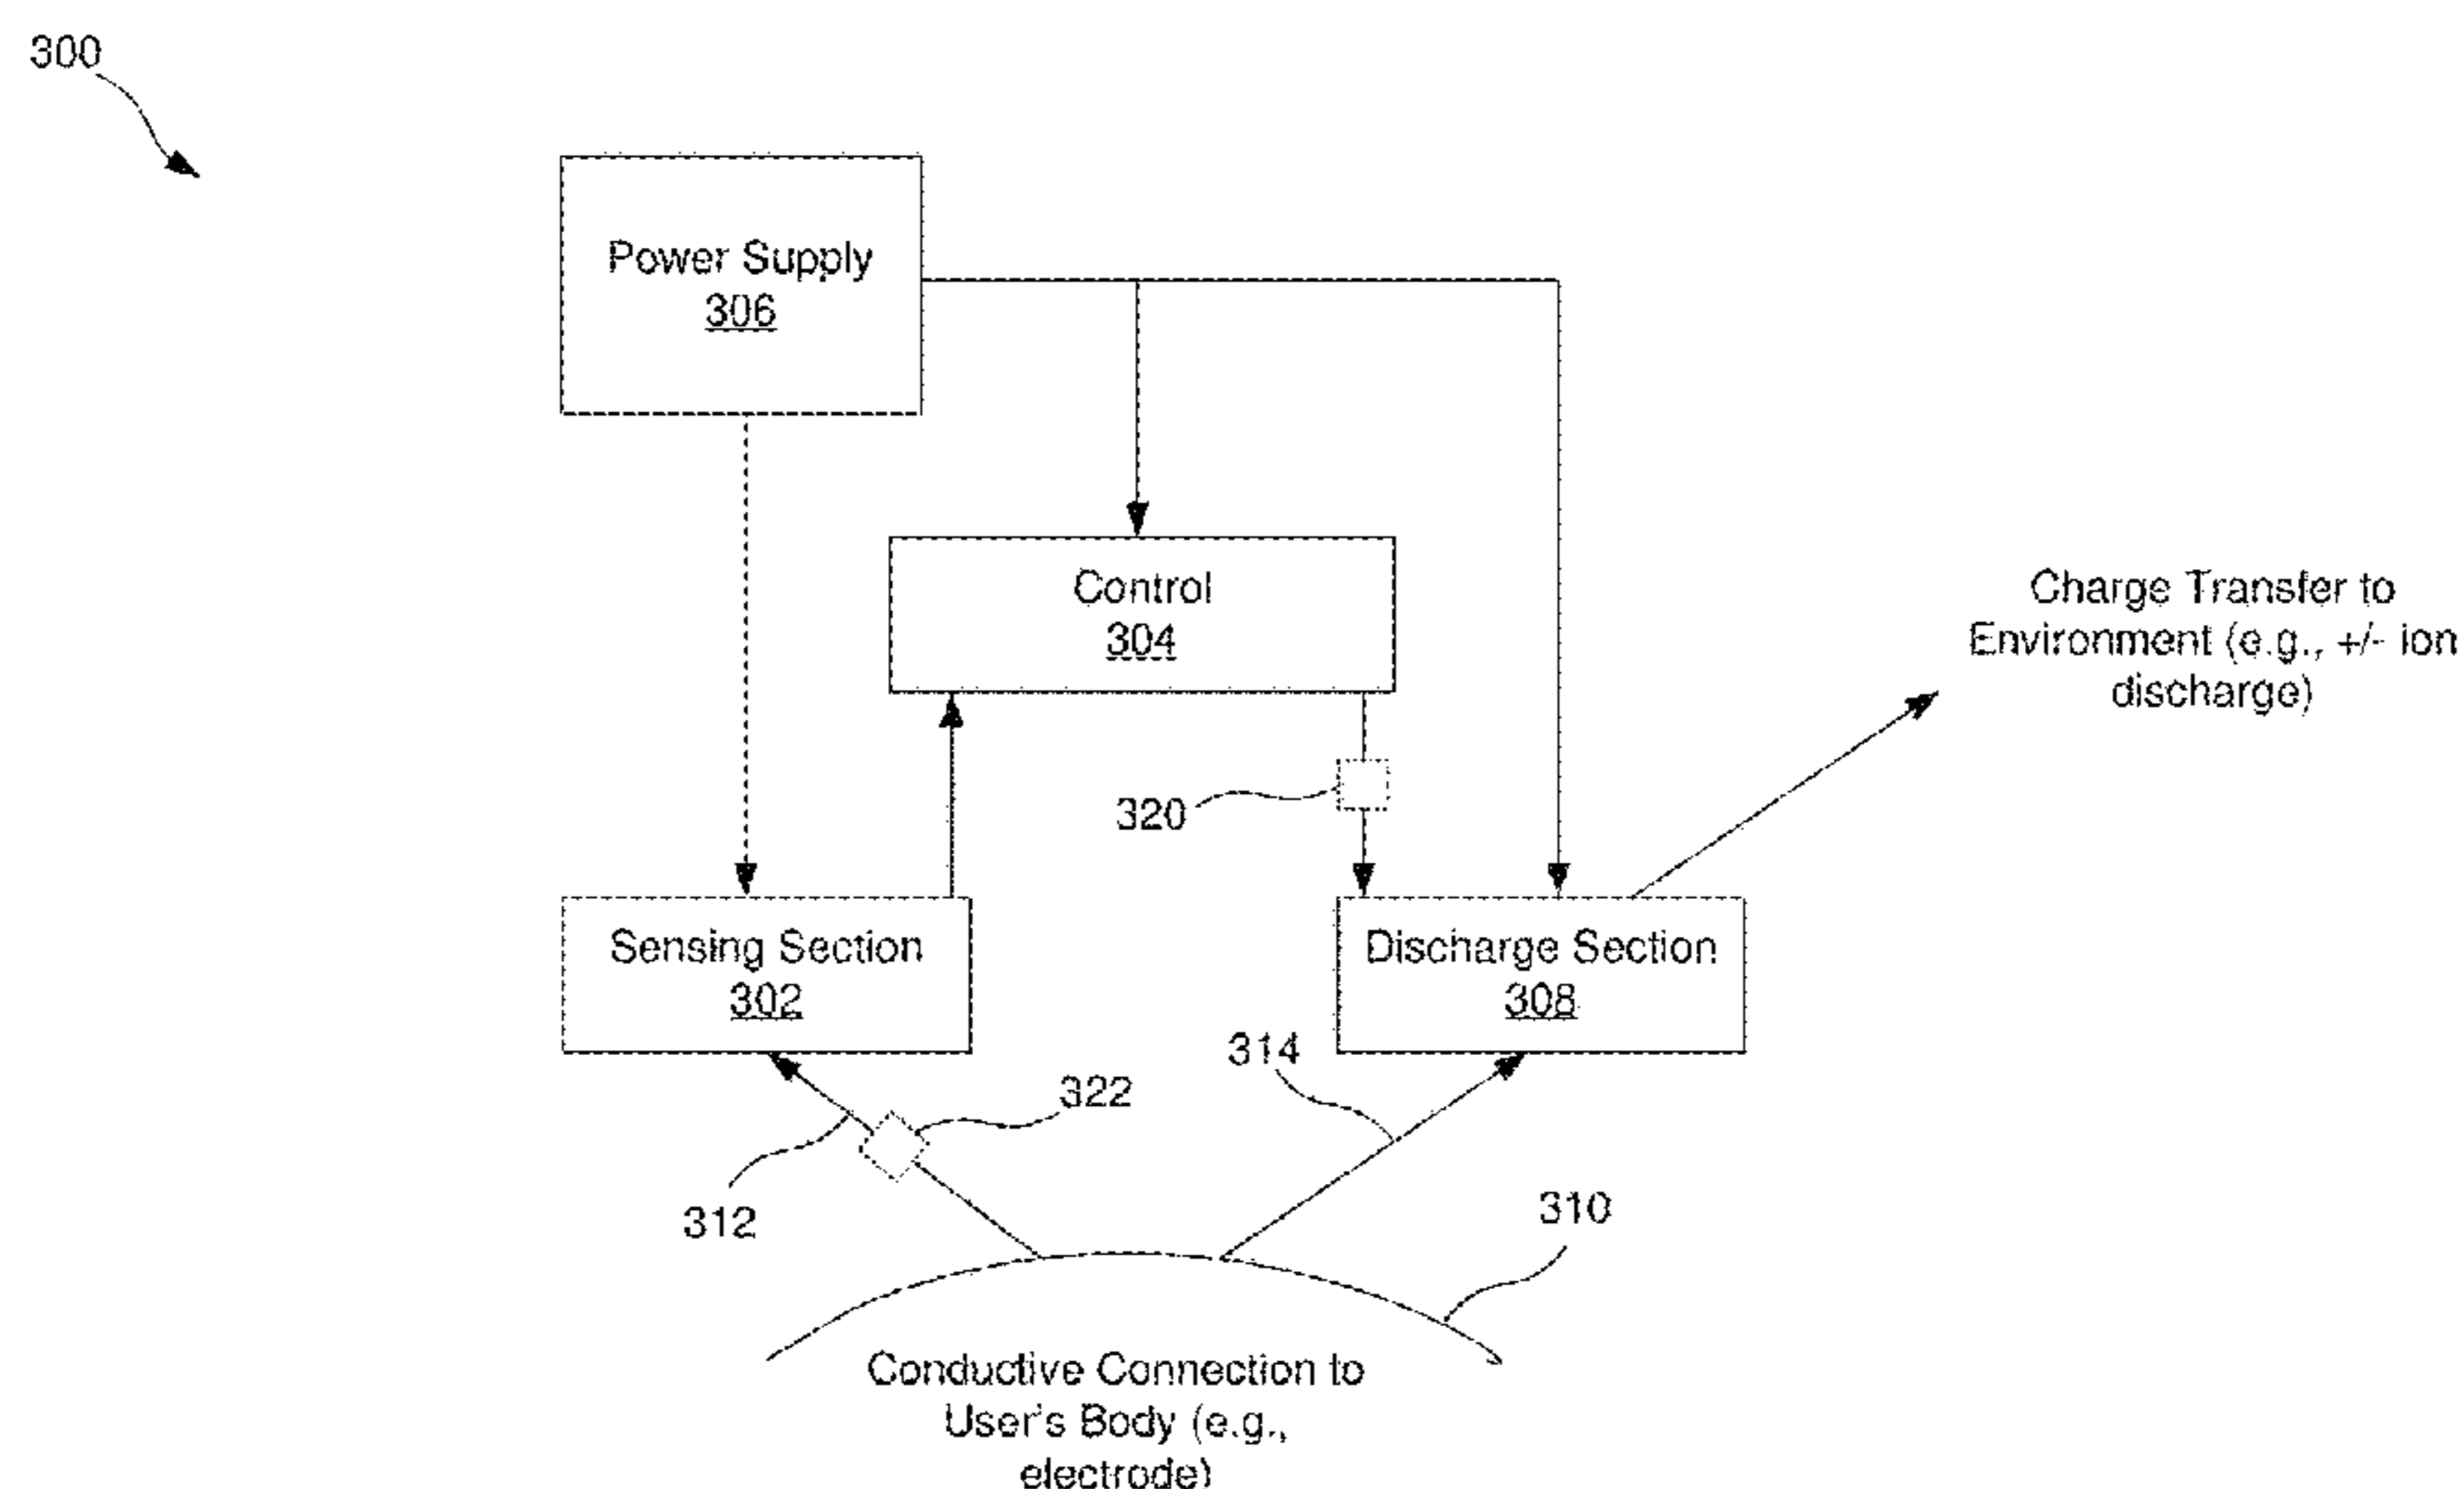 300
Power Supply
306
Control
304
Charge Transfer to
Environment (e.g., +/- ion
discharge)
320
Sensing Section
302
Discharge Section
308
314
322
312
310
Conductive Connection to
User's Body (e.g.,
electrode)